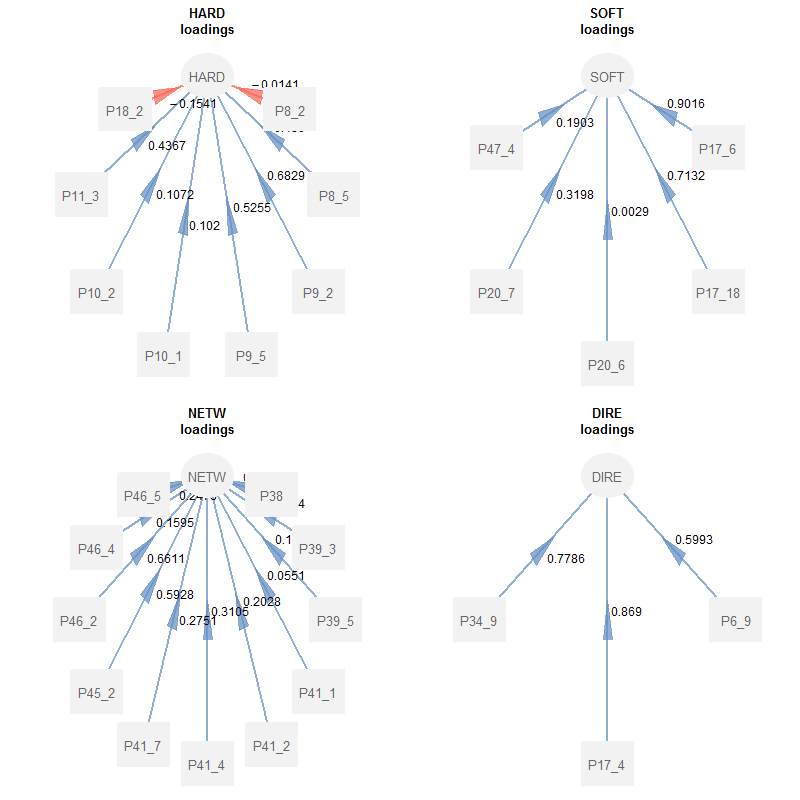 HARD
loadings
HARD
−0.0141
−0.1541
P18_2
P8_2
0.4367
0.6829
P11_3
P8_5
0.1072
0.5255
0.102
P10_2
P9_2
P10_1
P9_5
SOFT
loadings
SOFT
0.9016
0.1903
P47_4
P17_6
0.7132
0.3198
0.0029
P20_7
P17_18
P20_6
NETW
loadings
NETW
P46_5
P38
0.1595
P46_4
P39_3
0.6611
0.0551
0.5928
0.2028
0.3105
0.2751
P46_2
P39_5
P45_2
P41_1
P41_7
P41_2
P41_4
DIRE
loadings
DIRE
0.5993
0.7786
0.869
P34_9
P6_9
P17_4